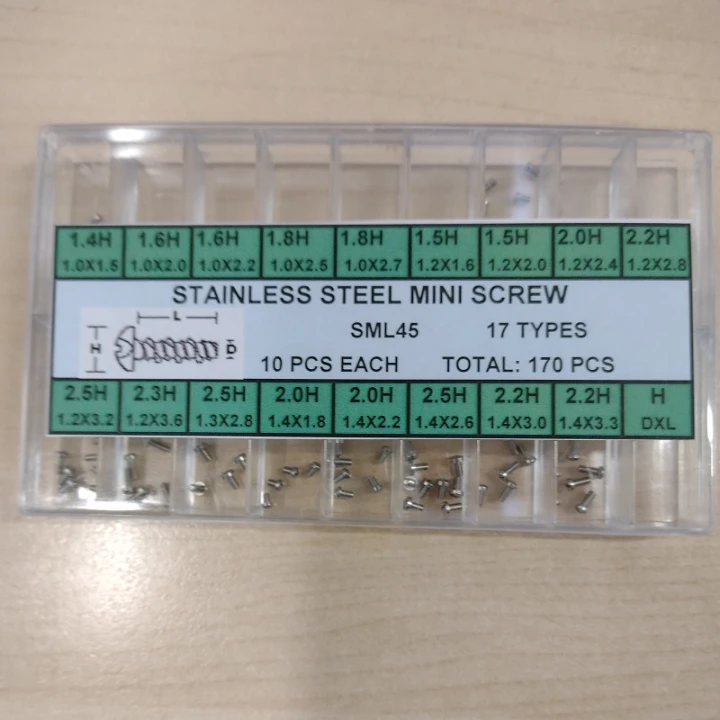 1.4H 1.6H 1.6H 1.8H 1.8H 1.5H 1.5H 2.0H 2.2H
1.0X1.5 1.0X2.0 1.0X2.2 1.0X2.5 1.0X2.7 1.2X1.6 1.2X2.0 1.2X2.4 1.2X2.8
STAINLESS STEEL MINI SCREW
L
SML45 17 TYPES
H D
10 PCS EACH TOTAL: 170 PCS
2.5H 2.3H 2.5H 2.0H 2.0H 2.5H 2.2H 2.2H H
1.2X3.2 1.2X3.6 1.3X2.8 1.4X1.8 1.4X2.2 1.4X2.6 1.4X3.0 1.4X3.3 DXL